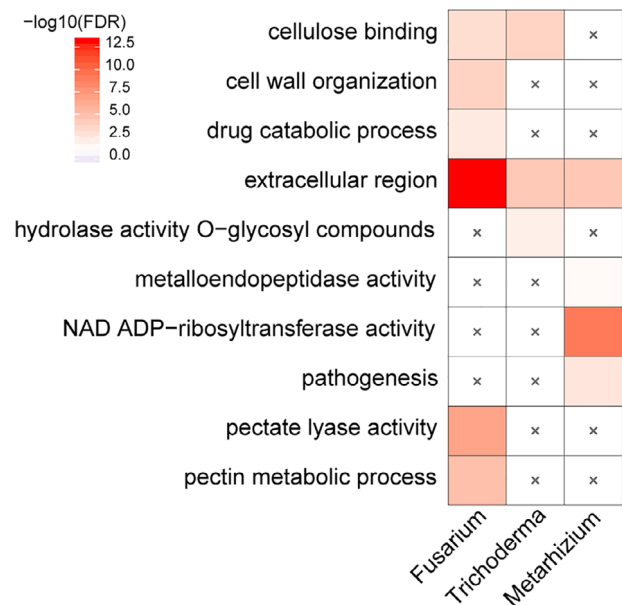 −log10(FDR)
12.5
10.0
7.5
5.0
2.5
0.0
cellulose binding
× 
cell wall organization
× ×
drug catabolic process
× ×
extracellular region
hydrolase activity O−glycosyl compounds
× ×
metalloendopeptidase activity
× ×
NAD ADP−ribosyltransferase activity
× ×
pathogenesis
× ×
pectate lyase activity
× ×
pectin metabolic process
× ×
Fusarium
Trichoderma
Metarhizium